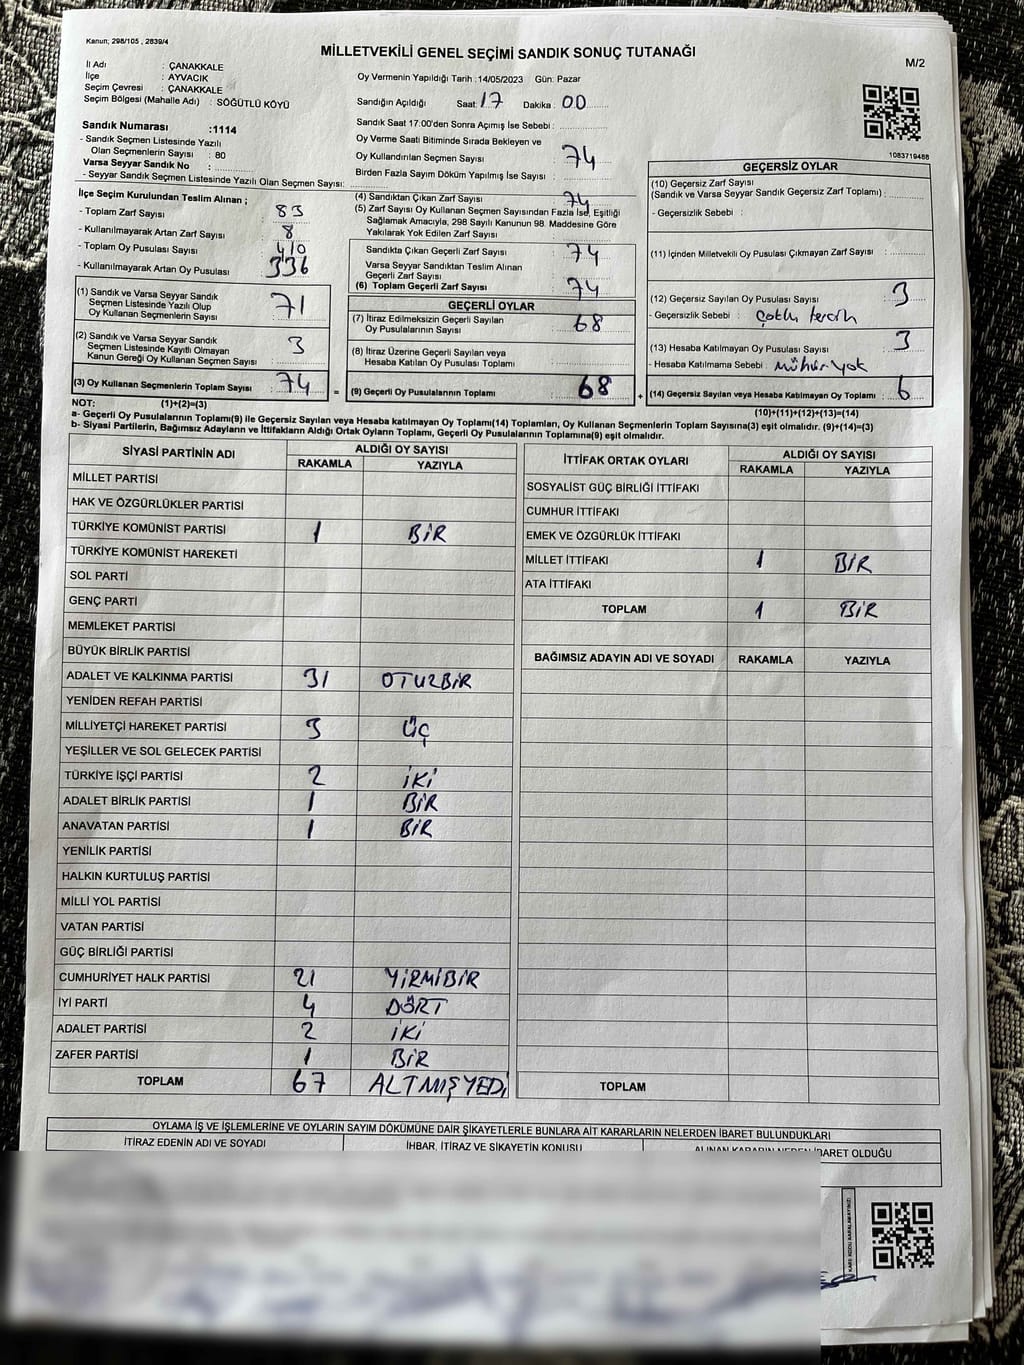 Kanun; 298/105 , 2839/4
MİLLETVEKİLİ GENEL SEÇİMİ SANDIK SONUÇ TUTANAĞI
M/2
İl Adı : ÇANAKKALE
İlçe : AYVACIK
Seçim Çevresi : ÇANAKKALE
Seçim Bölgesi (Mahalle Adı) : SÖĞÜTLÜ KÖYÜ
Sandık Numarası :1114
- Sandık Seçmen Listesinde Yazılı
Olan Seçmenlerin Sayısı : 80
Varsa Seyyar Sandık No :
- Seyyar Sandık Seçmen Listesinde Yazılı Olan Seçmen Sayısı:
Oy Vermenin Yapıldığı Tarih :14/05/2023 Gün: Pazar
Sandığın Açıldığı Saat: 17 Dakika : 00
Sandık Saat 17:00'den Sonra Açımış İse Sebebi :
Oy Verme Saati Bitiminde Sırada Bekleyen ve
Oy Kullandırılan Seçmen Sayısı 74
Birden Fazla Sayım Döküm Yapılmış İse Sayısı :
1083719488
İlçe Seçim Kurulundan Teslim Alınan ;
- Toplam Zarf Sayısı : 83
- Kullanılmayarak Artan Zarf Sayısı : 8
- Toplam Oy Pusulası Sayısı : 410
- Kullanılmayarak Artan Oy Pusulası : 336
(1) Sandık ve Varsa Seyyar Sandık
Seçmen Listesinde Yazılı Olup
Oy Kullanan Seçmenlerin Sayısı : 71
(2) Sandık ve Varsa Seyyar Sandık
Seçmen Listesinde Kayıtlı Olmayan
Kanun Gereği Oy Kullanan Seçmen Sayısı : 3
(3) Oy Kullanan Seçmenlerin Toplam Sayısı : 74
=
(4) Sandıktan Çıkan Zarf Sayısı : 74
(5) Zarf Sayısı Oy Kullanan Seçmen Sayısından Fazla İse, Eşitliği
Sağlamak Amacıyla, 298 Sayılı Kanunun 98. Maddesine Göre
Yakılarak Yok Edilen Zarf Sayısı :
Sandıkta Çıkan Geçerli Zarf Sayısı : 74
Varsa Seyyar Sandıktan Teslim Alınan
Geçerli Zarf Sayısı :
(6) Toplam Geçerli Zarf Sayısı : 74
GEÇERLİ OYLAR
(7) İtiraz Edilmeksizin Geçerli Sayılan
Oy Pusulalarının Sayısı : 68
(8) İtiraz Üzerine Geçerli Sayılan veya
Hesaba Katılan Oy Pusulası Toplamı :
(9) Geçerli Oy Pusulalarının Toplamı : 68
+
GEÇERSİZ OYLAR
(10) Geçersiz Zarf Sayısı
(Sandık ve Varsa Seyyar Sandık Geçersiz Zarf Toplamı) :
- Geçersizlik Sebebi :
(11) İçinden Milletvekili Oy Pusulası Çıkmayan Zarf Sayısı :
(12) Geçersiz Sayılan Oy Pusulası Sayısı : 3
- Geçersizlik Sebebi : Çoklu tercih
(13) Hesaba Katılmayan Oy Pusulası Sayısı : 3
- Hesaba Katılmama Sebebi : mühür yok
(14) Geçersiz Sayılan veya Hesaba Katılmayan Oy Toplamı : 6
NOT: (1)+(2)=(3)
(10)+(11)+(12)+(13)=(14)
a- Geçerli Oy Pusulalarının Toplamı(9) ile Geçersiz Sayılan veya Hesaba katılmayan Oy Toplamı(14) Toplamları, Oy Kullanan Seçmenlerin Toplam Sayısına(3) eşit olmalıdır. (9)+(14)=(3)
b- Siyasi Partilerin, Bağımsız Adayların ve İttifakların Aldığı Ortak Oyların Toplamı, Geçerli Oy Pusulalarının Toplamına(9) eşit olmalıdır.
SİYASİ PARTİNİN ADI ALDIĞI OY SAYISI
RAKAMLA YAZIYLA
MİLLET PARTİSİ
HAK VE ÖZGÜRLÜKLER PARTİSİ
TÜRKİYE KOMÜNİST PARTİSİ 1 BİR
TÜRKİYE KOMÜNİST HAREKETİ
SOL PARTİ
GENÇ PARTİ
MEMLEKET PARTİSİ
BÜYÜK BİRLİK PARTİSİ
ADALET VE KALKINMA PARTİSİ 31 OTUZBİR
YENİDEN REFAH PARTİSİ
MİLLİYETÇİ HAREKET PARTİSİ 3 ÜÇ
YEŞİLLER VE SOL GELECEK PARTİSİ
TÜRKİYE İŞÇİ PARTİSİ 2 İKİ
ADALET BİRLİK PARTİSİ 1 BİR
ANAVATAN PARTİSİ 1 BİR
YENİLİK PARTİSİ
HALKIN KURTULUŞ PARTİSİ
MİLLİ YOL PARTİSİ
VATAN PARTİSİ
GÜÇ BİRLİĞİ PARTİSİ
CUMHURİYET HALK PARTİSİ 21 YİRMİBİR
İYİ PARTİ 4 DÖRT
ADALET PARTİSİ 2 İKİ
ZAFER PARTİSİ 1 BİR
TOPLAM 67 ALTMIŞYEDİ
İTTİFAK ORTAK OYLARI ALDIĞI OY SAYISI
RAKAMLA YAZIYLA
SOSYALİST GÜÇ BİRLİĞİ İTTİFAKI
CUMHUR İTTİFAKI
EMEK VE ÖZGÜRLÜK İTTİFAKI
MİLLET İTTİFAKI 1 BİR
ATA İTTİFAKI
TOPLAM 1 BİR
BAĞIMSIZ ADAYIN ADI VE SOYADI RAKAMLA YAZIYLA
TOPLAM
OYLAMA İŞ VE İŞLEMLERİNE VE OYLARIN SAYIM DÖKÜMÜNE DAİR ŞİKAYETLERLE BUNLARA AİT KARARLARIN NELERDEN İBARET BULUNDUKLARI
İTİRAZ EDENİN ADI VE SOYADI
İHBAR, İTİRAZ VE ŞİKAYETİN KONUSU
ALINAN KARARIN NEDEN İBARET OLDUĞU